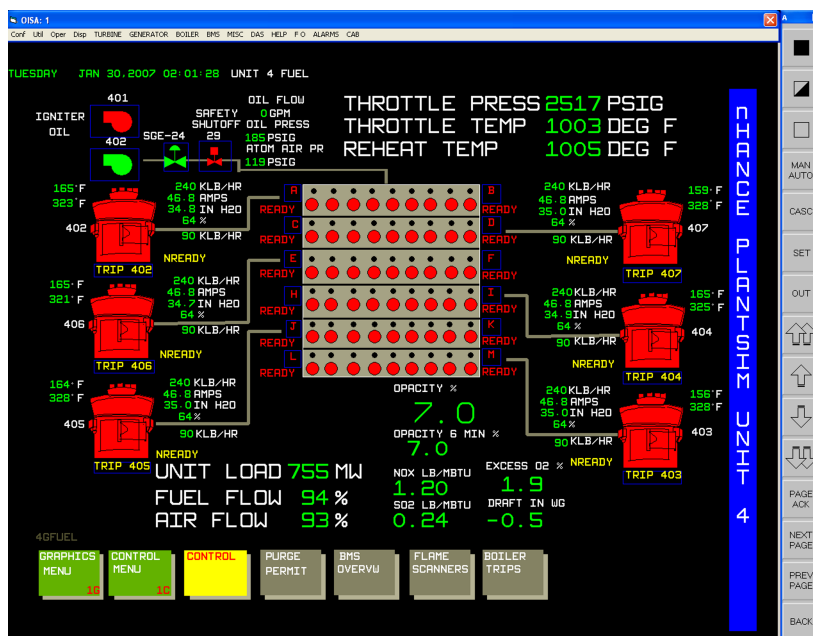 OISA: 1
Conf Util Oper Disp TURBINE GENERATOR BOILER BMS MISC DAS HELP F O ALARMS CAB
TUESDAY JAN 30,2007 02:01:28 UNIT 4 FUEL
401
IGNITER
OIL
402
SGE-24
SAFETY
SHUTOFF
29
OIL FLOW
0 GPM
OIL PRESS
185 PSIG
ATOM AIR PR
119 PSIG
THROTTLE PRESS 2517 PSIG
THROTTLE TEMP 1003 DEG F
REHEAT TEMP 1005 DEG F
165°F
323°F
402
TRIP 402
240 KLB/HR
46.8 AMPS
34.8 IN H2O
64 %
90 KLB/HR
NREADY
165°F
321°F
406
TRIP 406
240 KLB/HR
46.8 AMPS
34.7 IN H2O
64 %
90 KLB/HR
NREADY
164°F
328°F
405
TRIP 405
240 KLB/HR
46.8 AMPS
35.0 IN H2O
64%
90 KLB/HR
NREADY
A
READY
C
READY
E
READY
H
READY
J
READY
L
READY
B
READY
D
READY
F
READY
I
READY
K
READY
M
READY
240 KLB/HR
46.8 AMPS
35.0 IN H2O
64 %
90 KLB/HR
NREADY
159°F
328°F
407
TRIP 407
240KLB/HR
46.8 AMPS
34.9IN H2O
64 %
90 KLB/HR
NREADY
165°F
325°F
404
TRIP 404
240KLB/HR
46.8 AMPS
35.0IN H2O
64%
90 KLB/HR
NREADY
156°F
328°F
403
TRIP 403
OPACITY %
7.0
OPACITY 6 MIN %
7.0
NOX LB/MBTU
1.20
SO2 LB/MBTU
0.24
EXCESS O2 %
1.9
DRAFT IN WG
-0.5
UNIT LOAD 755 MW
FUEL FLOW 94 %
AIR FLOW 93 %
4GFUEL
GRAPHICS
MENU
1G
CONTROL
MENU
1C
CONTROL
PURGE
PERMIT
BMS
OVERVW
FLAME
SCANNERS
BOILER
TRIPS
nHANCE PLANTSIM UNIT 4
A
MAN
AUTO
CASC
SET
OUT
PAGE
ACK
NEXT
PAGE
PREV
PAGE
BACK